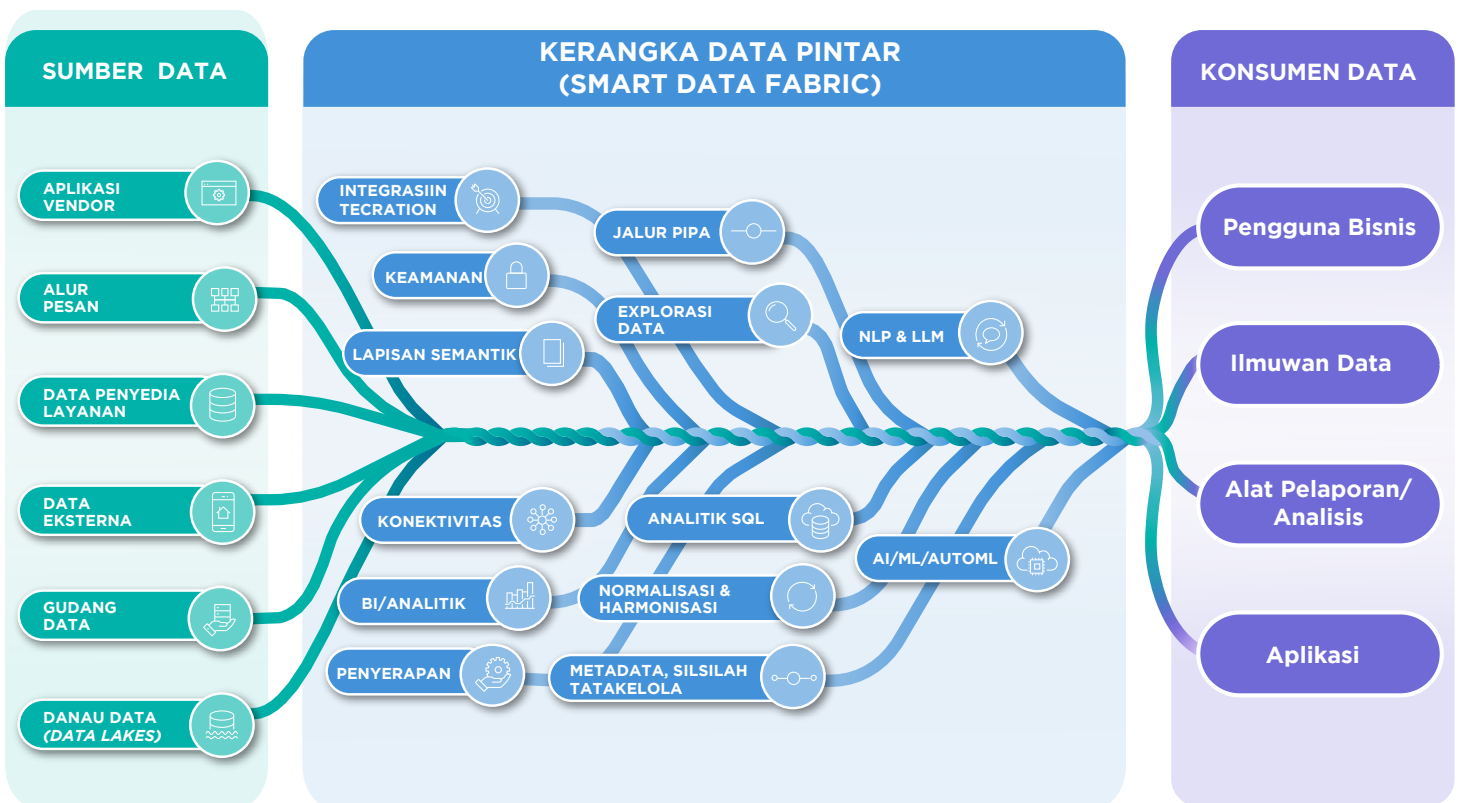 SUMBER DATA
APLIKASI
VENDOR
ALUR
PESAN
DATA PENYEDIA
LAYANAN
DATA
EKSTERNA
GUDANG
DATA
DANAU DATA
(DATA LAKES)
KERANGKA DATA PINTAR
(SMART DATA FABRIC)
INTEGRASIIN
TECRATION
JALUR PIPA
KEAMANAN
EXPLORASI
DATA
NLP & LLM
LAPISAN SEMANTIK
KONEKTIVITAS
ANALITIK SQL
AI/ML/AUTOML
BI/ANALITIK
NORMALISASI &
HARMONISASI
PENYERAPAN
METADATA, SILSILAH
TATAKELOLA
KONSUMEN DATA
Pengguna Bisnis
Ilmuwan Data
Alat Pelaporan/
Analisis
Aplikasi